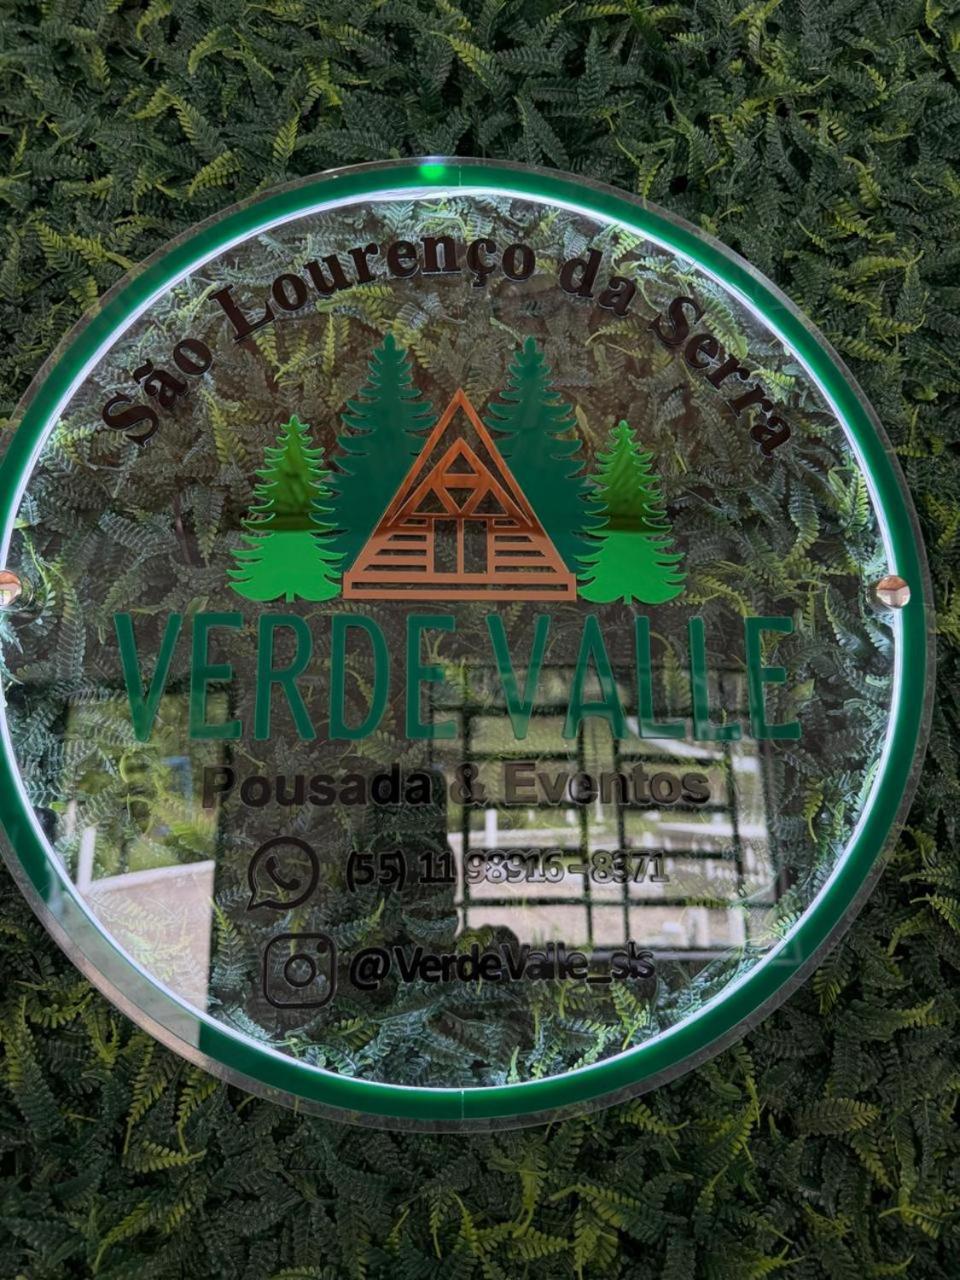 São Lourenço da Serra
VERDE VALLE
Pousada & Eventos
(55) 11 98916-8371
@VerdeValle_sls